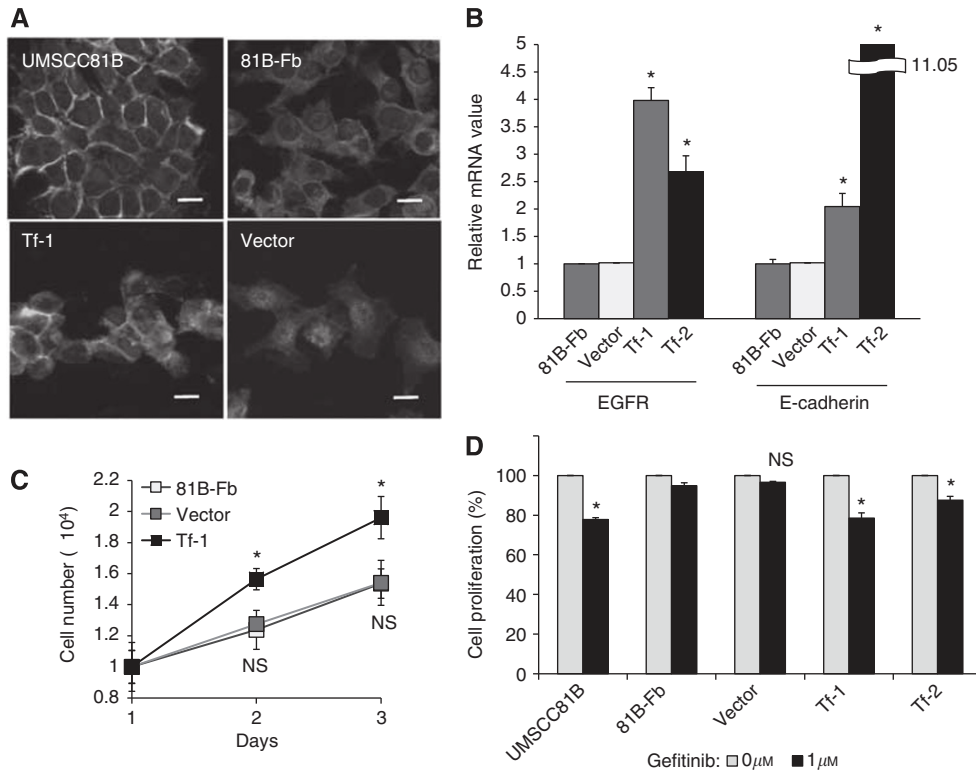 A
UMSCC81B
81B-Fb
Tf-1
Vector
B
Relative mRNA value
5
4.5
4
3.5
3
2.5
2
1.5
1
0.5
*
*
*
*
11.05
81B-Fb
Vector
Tf-1
Tf-2
81B-Fb
Vector
Tf-1
Tf-2
EGFR
E-cadherin
C
Cell number ( 10⁴)
2.2
2
1.8
1.6
1.4
1.2
1
0.8
81B-Fb
Vector
Tf-1
*
*
NS
NS
1
2
3
Days
D
Cell proliferation (%)
100
80
60
40
20
0
*
NS
*
*
UMSCC81B
81B-Fb
Vector
Tf-1
Tf-2
Gefitinib: 0 μM 1 μM